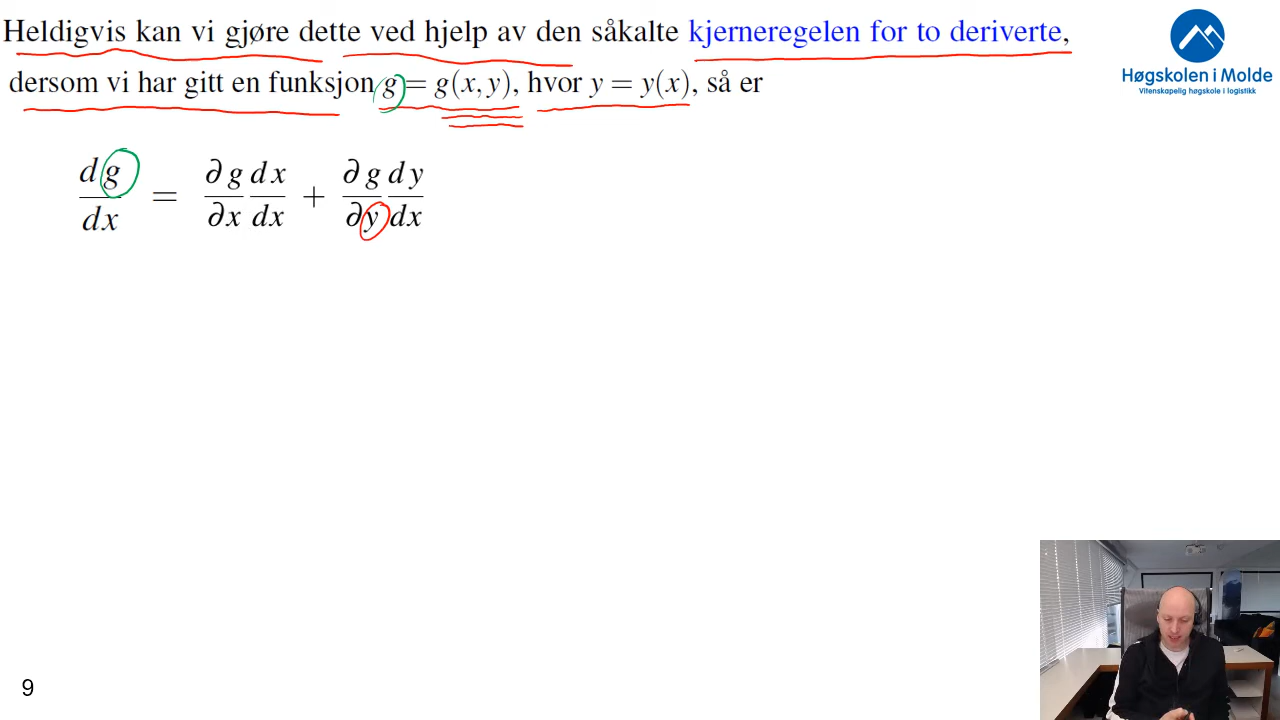 Heldigvis kan vi gjøre dette ved hjelp av den såkalte kjerneregelen for to deriverte,
dersom vi har gitt en funksjon g = g(x, y), hvor y = y(x), så er
dg/dx = ∂g/∂x dx/dx + ∂g/∂y dy/dx
Høgskolen i Molde
Vitenskapelig høgskole i logistikk
9